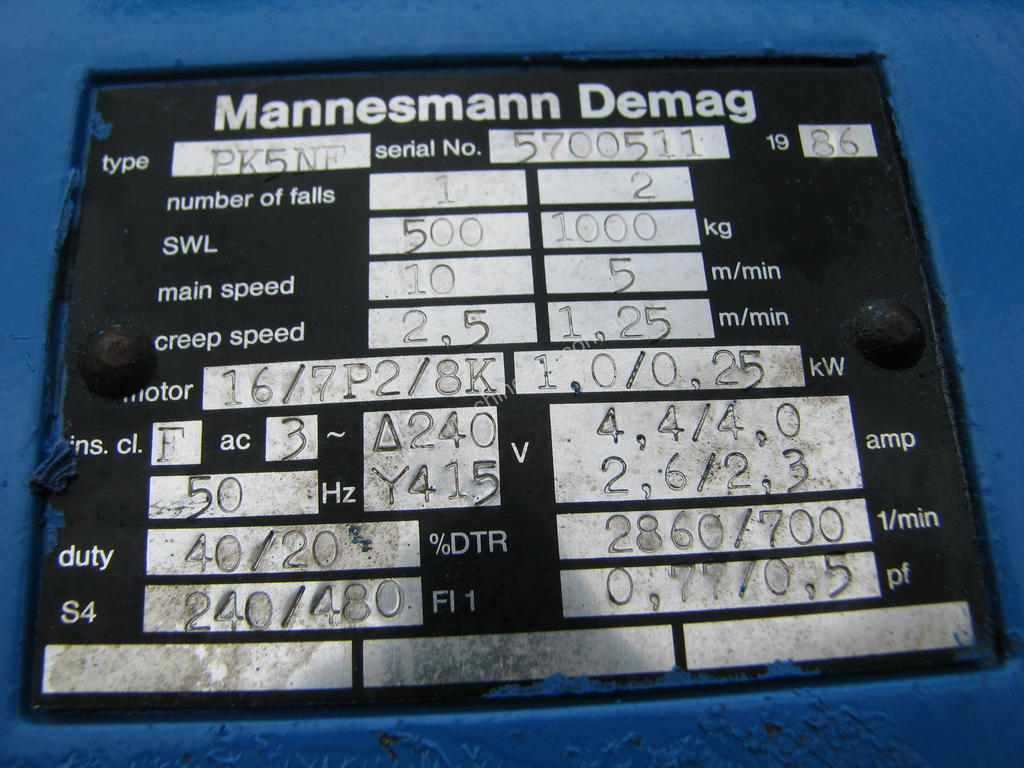 Mannesmann Demag
type PK5NF serial No. 5700511 19 86
number of falls 1 2
SWL 500 1000 kg
main speed 10 5 m/min
creep speed 2,5 1,25 m/min
motor 16/7P2/8K 1,0/0,25 kW
ins. cl. F ac 3 ~ Δ240 V 4,4/4,0 amp
50 Hz Y415 2,6/2,3
duty 40/20 %DTR 2860/700 1/min
S4 240/480 FI 1 0,77/0,5 pf